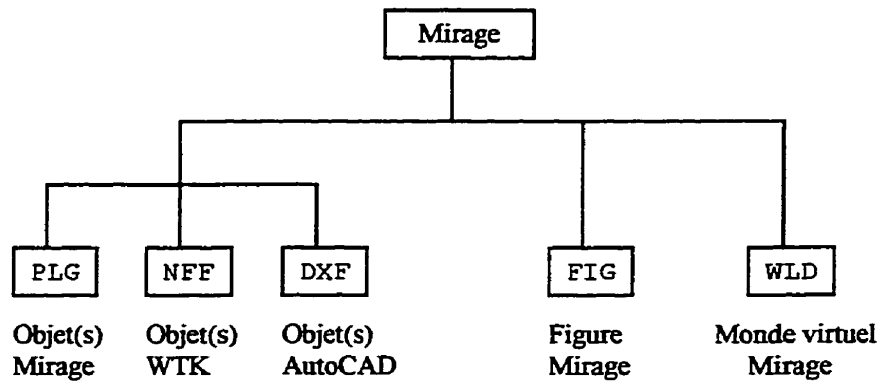 Mirage
PLG
NFF
DXF
FIG
WLD
Objet(s)
Mirage
Objet(s)
WTK
Objet(s)
AutoCAD
Figure
Mirage
Monde virtuel
Mirage